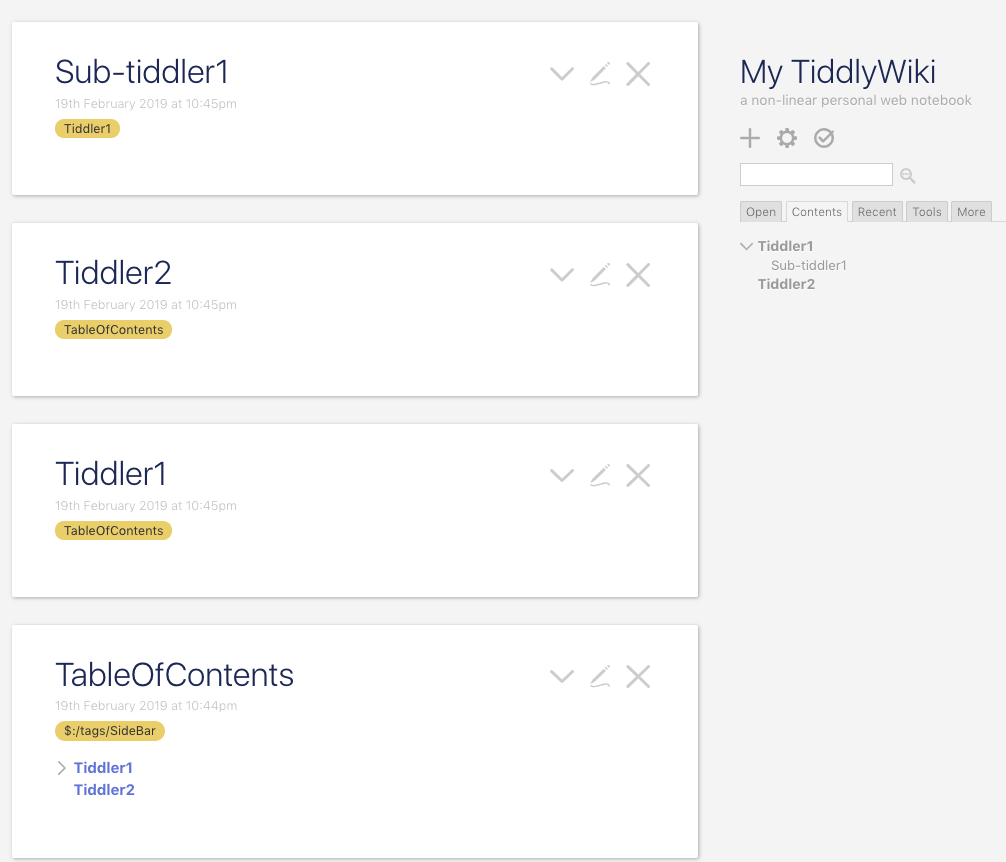 Sub-tiddler1
19th February 2019 at 10:45pm
Tiddler1
Tiddler2
19th February 2019 at 10:45pm
TableOfContents
Tiddler1
19th February 2019 at 10:45pm
TableOfContents
TableOfContents
19th February 2019 at 10:44pm
$:/tags/SideBar
Tiddler1
Tiddler2
My TiddlyWiki
a non-linear personal web notebook
Open Contents Recent Tools More
Tiddler1
Sub-tiddler1
Tiddler2